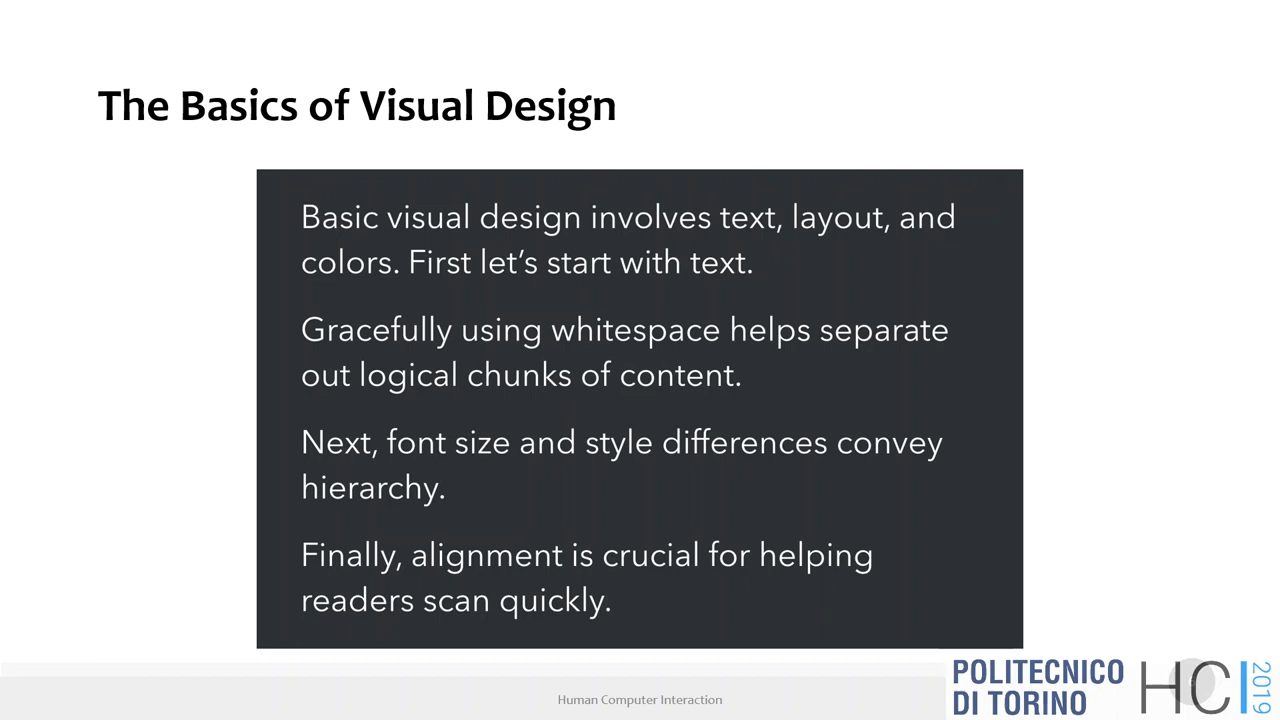 The Basics of Visual Design
Basic visual design involves text, layout, and
colors. First let’s start with text.
Gracefully using whitespace helps separate
out logical chunks of content.
Next, font size and style differences convey
hierarchy.
Finally, alignment is crucial for helping
readers scan quickly.
Human Computer Interaction
POLITECNICO
DI TORINO
HCI
2019